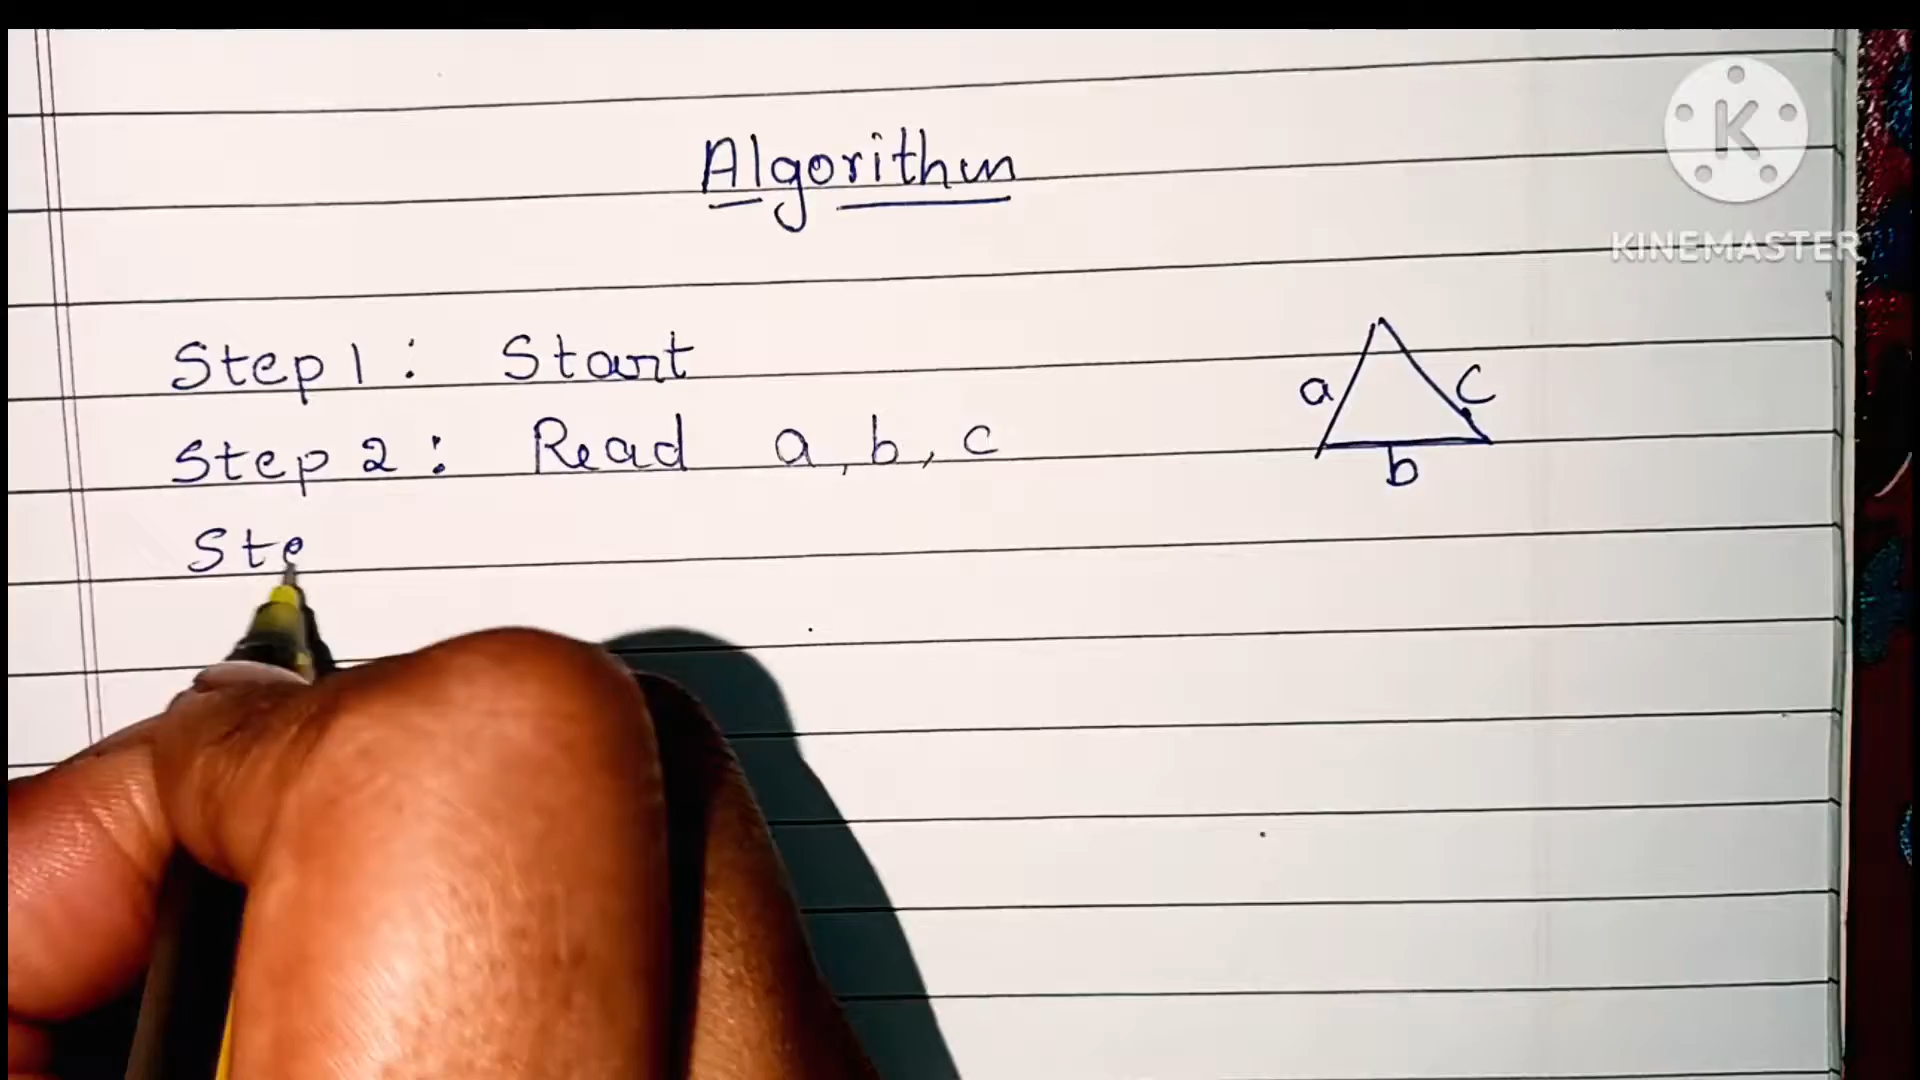 Algorithm
Step 1 : Start
Step 2 : Read a, b, c
Ste
a
c
b
K
KINEMASTER